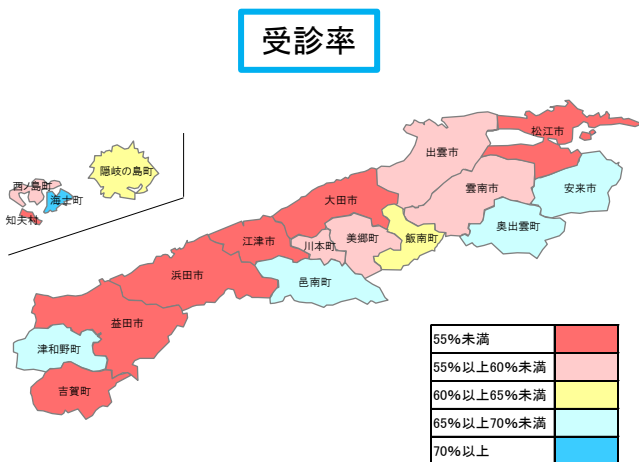 受診率
松江市
出雲市
隠岐の島町
西ノ島町
海士町
知夫村
雲南市
安来市
大田市
奥出雲町
飯南町
美郷町
川本町
江津市
浜田市
邑南町
益田市
津和野町
吉賀町
55%未満
55%以上60%未満
60%以上65%未満
65%以上70%未満
70%以上